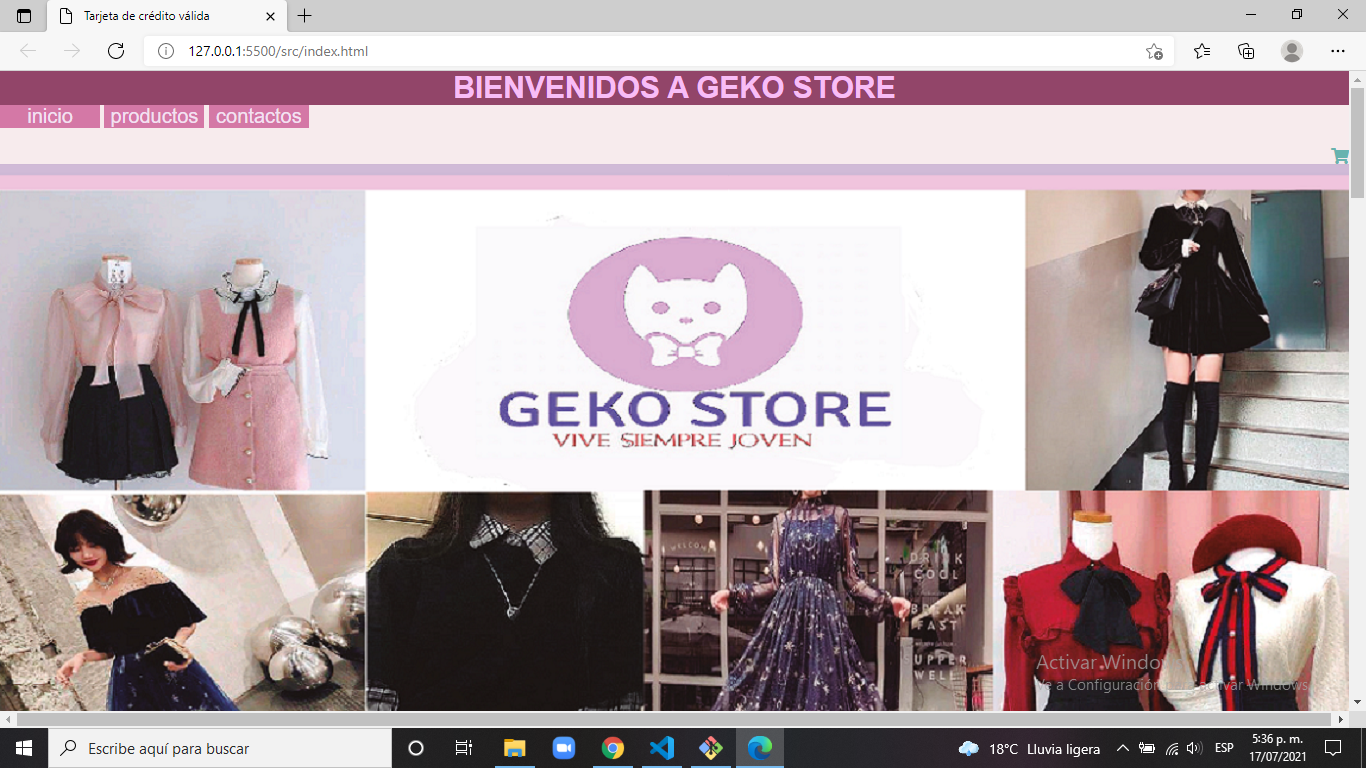 Tarjeta de crédito válida
127.0.0.1:5500/src/index.html
BIENVENIDOS A GEKO STORE
inicio productos contactos
GEKO STORE
VIVE SIEMPRE JOVEN
WELCOME
DRINK
COOL
BREAK
FAST
SUPPER
WELL
Activar Windo
Ve a Configuración activar Windows
Escribe aquí para buscar
18°C Lluvia ligera
ESP
5:36 p. m.
17/07/2021